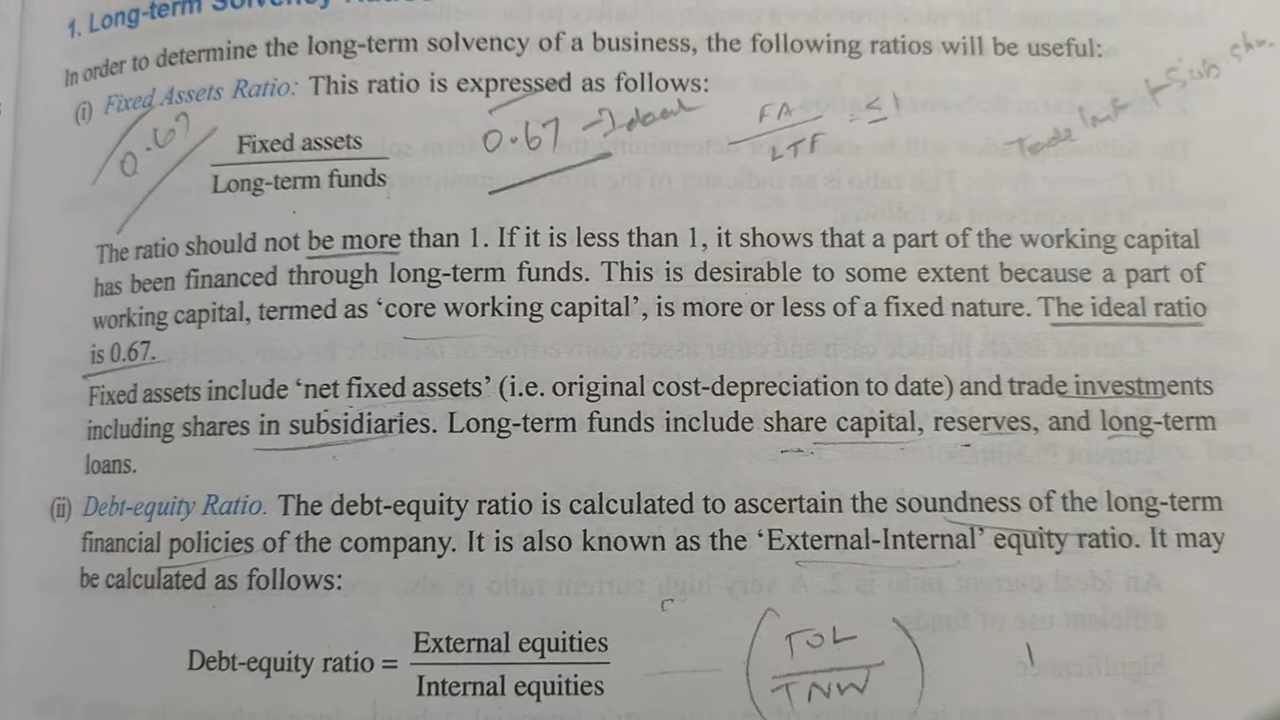 1. Long-term
In order to determine the long-term solvency of a business, the following ratios will be useful:
(i) Fixed Assets Ratio: This ratio is expressed as follows:
0.67
Fixed assets
Long-term funds
0.67 - Ideal
FA
LTF
≤1
Trade
+ Sub
The ratio should not be more than 1. If it is less than 1, it shows that a part of the working capital
has been financed through long-term funds. This is desirable to some extent because a part of
working capital, termed as ‘core working capital’, is more or less of a fixed nature. The ideal ratio
is 0.67.
Fixed assets include ‘net fixed assets’ (i.e. original cost-depreciation to date) and trade investments
including shares in subsidiaries. Long-term funds include share capital, reserves, and long-term
loans.
(ii) Debt-equity Ratio. The debt-equity ratio is calculated to ascertain the soundness of the long-term
financial policies of the company. It is also known as the ‘External-Internal’ equity ratio. It may
be calculated as follows:
Debt-equity ratio =
External equities
Internal equities
TOL
TNW